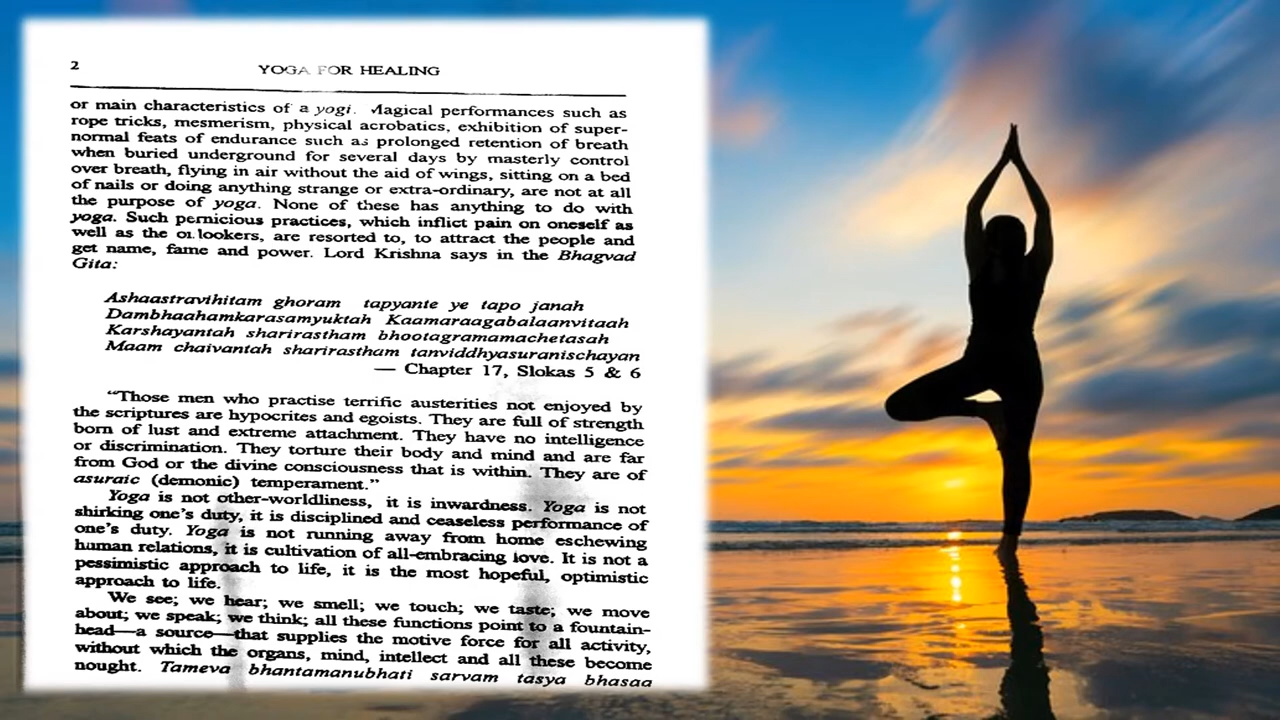 2
YOGA FOR HEALING
or main characteristics of a yogi. Magical performances such as
rope tricks, mesmerism, physical acrobatics, exhibition of super-
normal feats of endurance such as prolonged retention of breath
when buried underground for several days by masterly control
over breath, flying in air without the aid of wings, sitting on a bed
of nails or doing anything strange or extra-ordinary, are not at all
the purpose of yoga. None of these has anything to do with
yoga. Such pernicious practices, which inflict pain on oneself as
well as the onlookers, are resorted to, to attract the people and
get name, fame and power. Lord Krishna says in the Bhagvad
Gita:
Ashaastravihitam ghoram tapyante ye tapo janah
Dambhaahamkarasamyuktah Kaamaraagabalaanvitaah
Karshayantah sharirastham bhootagramamachetasah
Maam chaivantah sharirastham tanviddhyasuranischayan
— Chapter 17, Slokas 5 & 6
“Those men who practise terrific austerities not enjoyed by
the scriptures are hypocrites and egoists. They are full of strength
born of lust and extreme attachment. They have no intelligence
or discrimination. They torture their body and mind and are far
from God or the divine consciousness that is within. They are of
asuraic (demonic) temperament.”
Yoga is not other-worldliness, it is inwardness. Yoga is not
shirking one’s duty, it is disciplined and ceaseless performance of
one’s duty. Yoga is not running away from home eschewing
human relations, it is cultivation of all-embracing love. It is not a
pessimistic approach to life, it is the most hopeful, optimistic
approach to life.
We see; we hear; we smell; we touch; we taste; we move
about; we speak; we think; all these functions point to a fountain-
head—a source—that supplies the motive force for all activity,
without which the organs, mind, intellect and all these become
nought. Tameva bhantamanubhati sarvam tasya bhasaa